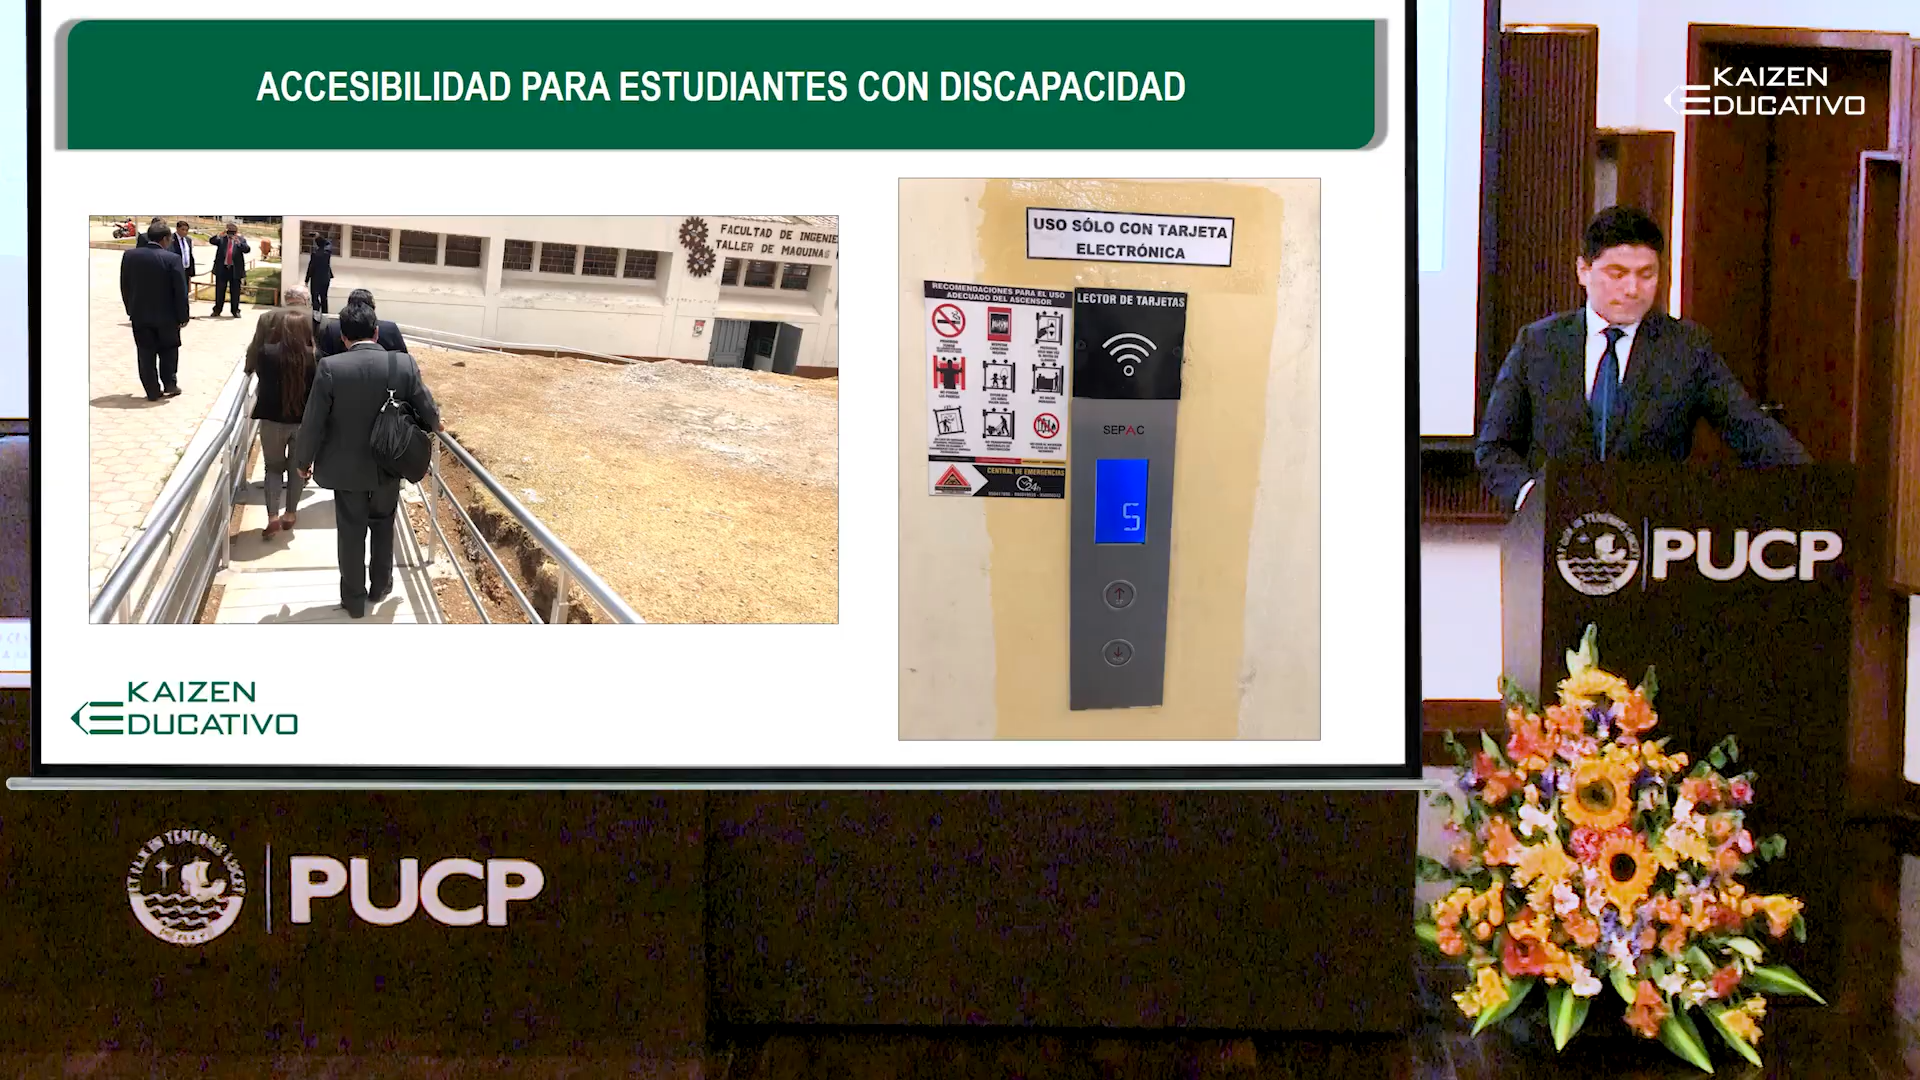 ACCESIBILIDAD PARA ESTUDIANTES CON DISCAPACIDAD
KAIZEN
EDUCATIVO
FACULTAD DE INGENIE
TALLER DE MAQUINAS
USO SÓLO CON TARJETA
ELECTRÓNICA
RECOMENDACIONES PARA EL USO
ADECUADO DEL ASCENSOR
LECTOR DE TARJETAS
SEPAC
CENTRAL DE EMERGENCIAS
24h
5
KAIZEN
EDUCATIVO
PUCP
PUCP